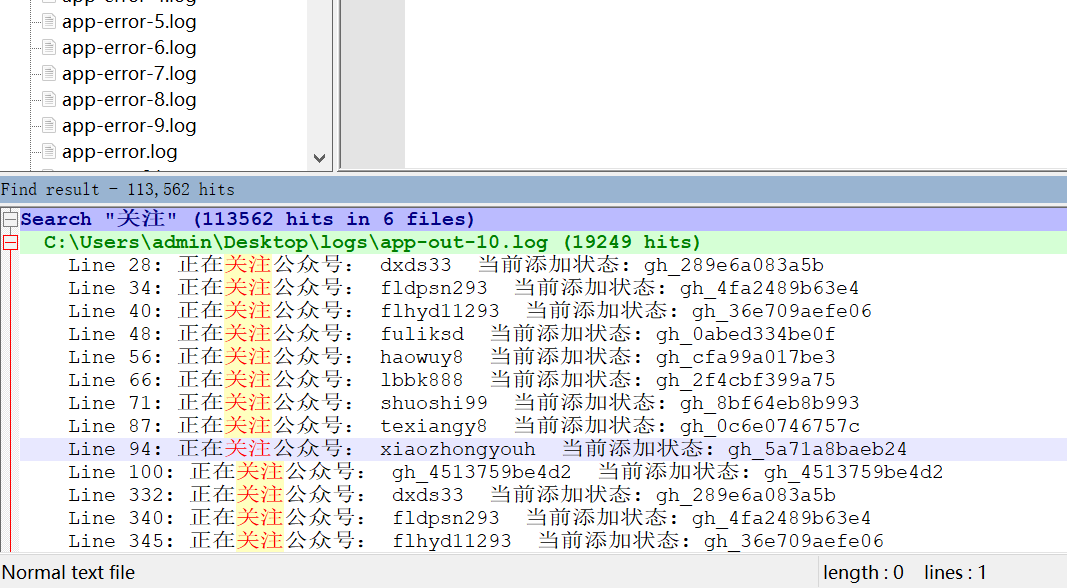 app-error-5.log
app-error-6.log
app-error-7.log
app-error-8.log
app-error-9.log
app-error.log
Find result - 113,562 hits
Search "关注" (113562 hits in 6 files)
C:\Users\admin\Desktop\logs\app-out-10.log (19249 hits)
Line 28: 正在关注公众号： dxds33 当前添加状态：gh_289e6a083a5b
Line 34: 正在关注公众号： fldpsn293 当前添加状态：gh_4fa2489b63e4
Line 40: 正在关注公众号： flhyd11293 当前添加状态：gh_36e709aefe06
Line 48: 正在关注公众号： fuliksd 当前添加状态：gh_0abed334be0f
Line 56: 正在关注公众号： haowuy8 当前添加状态：gh_cfa99a017be3
Line 66: 正在关注公众号： lbbk888 当前添加状态：gh_2f4cbf399a75
Line 71: 正在关注公众号： shuoshi99 当前添加状态：gh_8bf64eb8b993
Line 87: 正在关注公众号： texiangy8 当前添加状态：gh_0c6e0746757c
Line 94: 正在关注公众号： xiaozhongyouh 当前添加状态：gh_5a71a8baeb24
Line 100: 正在关注公众号： gh_4513759be4d2 当前添加状态：gh_4513759be4d2
Line 332: 正在关注公众号： dxds33 当前添加状态：gh_289e6a083a5b
Line 340: 正在关注公众号： fldpsn293 当前添加状态：gh_4fa2489b63e4
Line 345: 正在关注公众号： flhyd11293 当前添加状态：gh_36e709aefe06
Normal text file length : 0 lines : 1